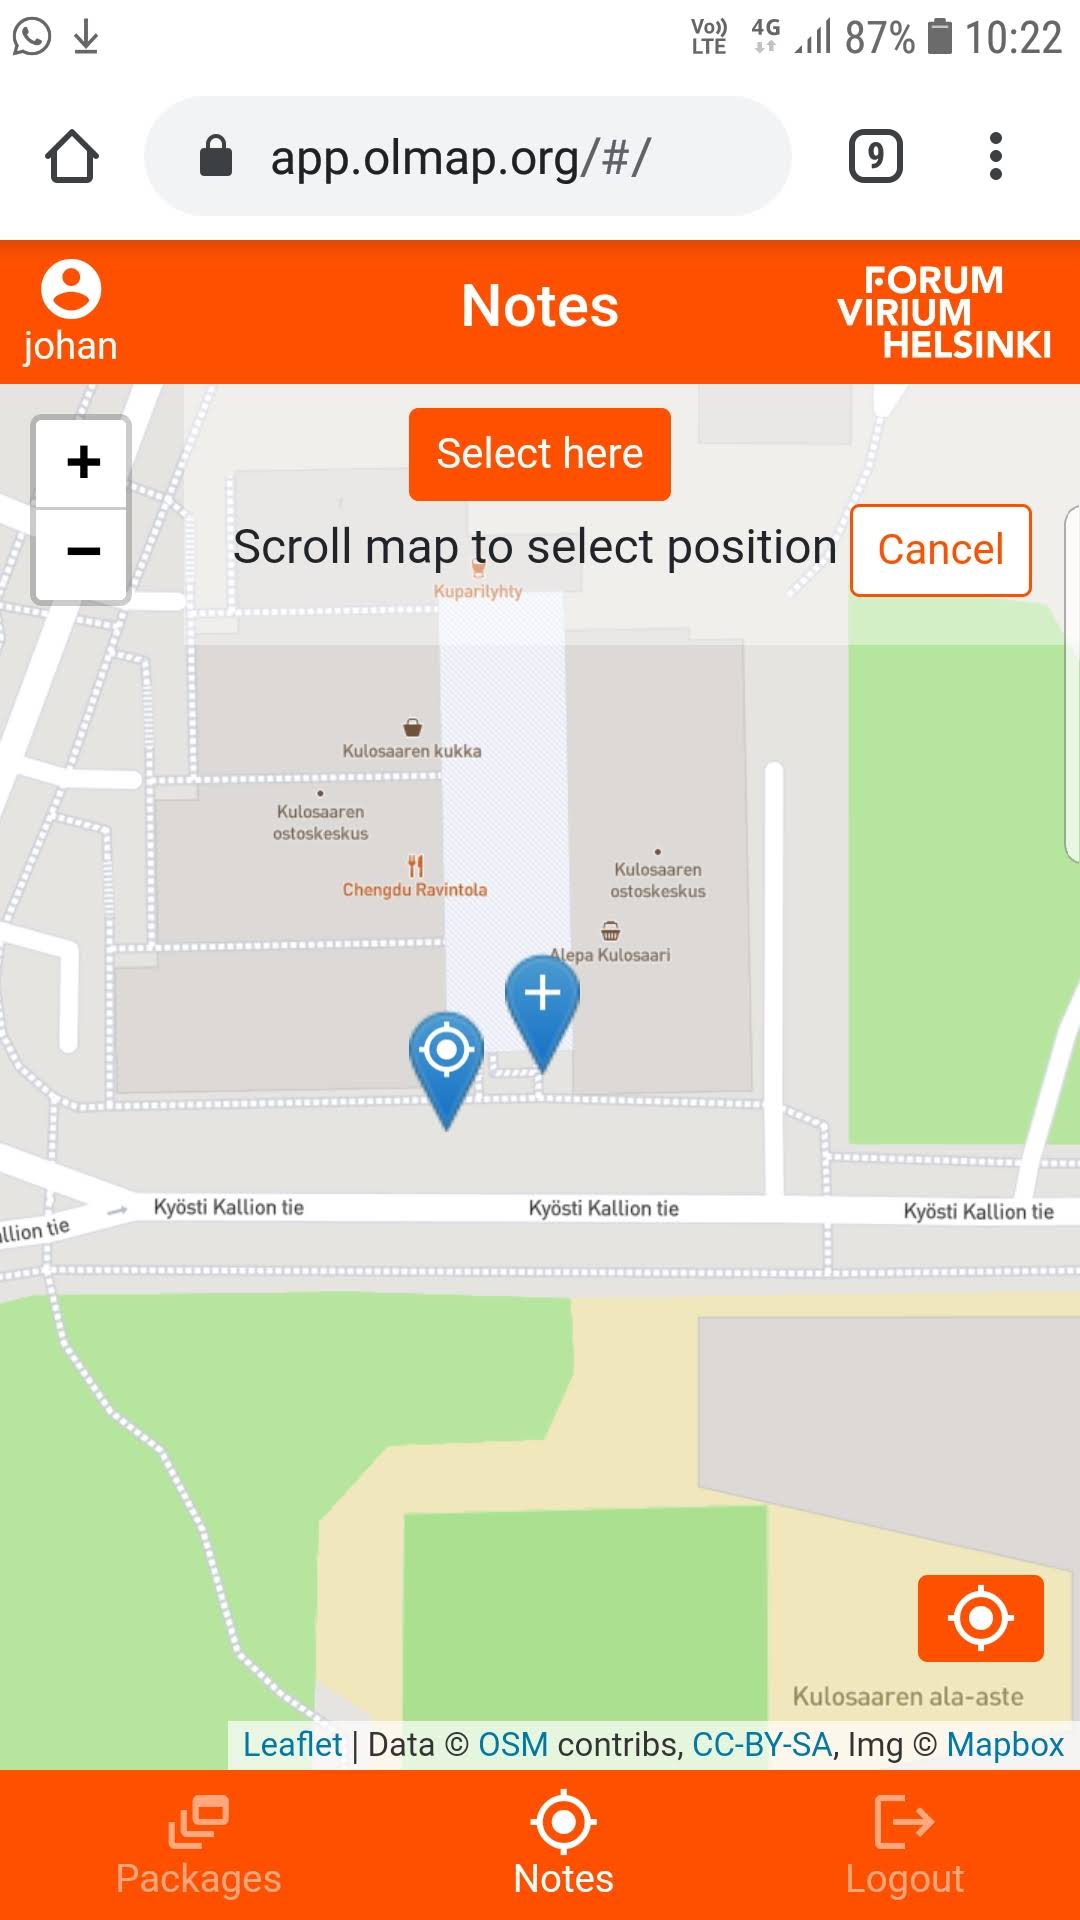 Vo)) LTE 4G 87% 10:22
app.olmap.org/#/
9
johan
Notes
FORUM
VIRIUM
HELSINKI
+
Select here
−
Scroll map to select position
Cancel
Kuparilyhty
Kulosaaren kukka
Kulosaaren
ostoskeskus
Chengdu Ravintola
Kulosaaren
ostoskeskus
Alepa Kulosaari
Kyösti Kallion tie
Kyösti Kallion tie
Kyösti Kallion tie
allion tie
Kulosaaren ala-aste
Leaflet | Data © OSM contribs, CC-BY-SA, Img © Mapbox
Packages
Notes
Logout